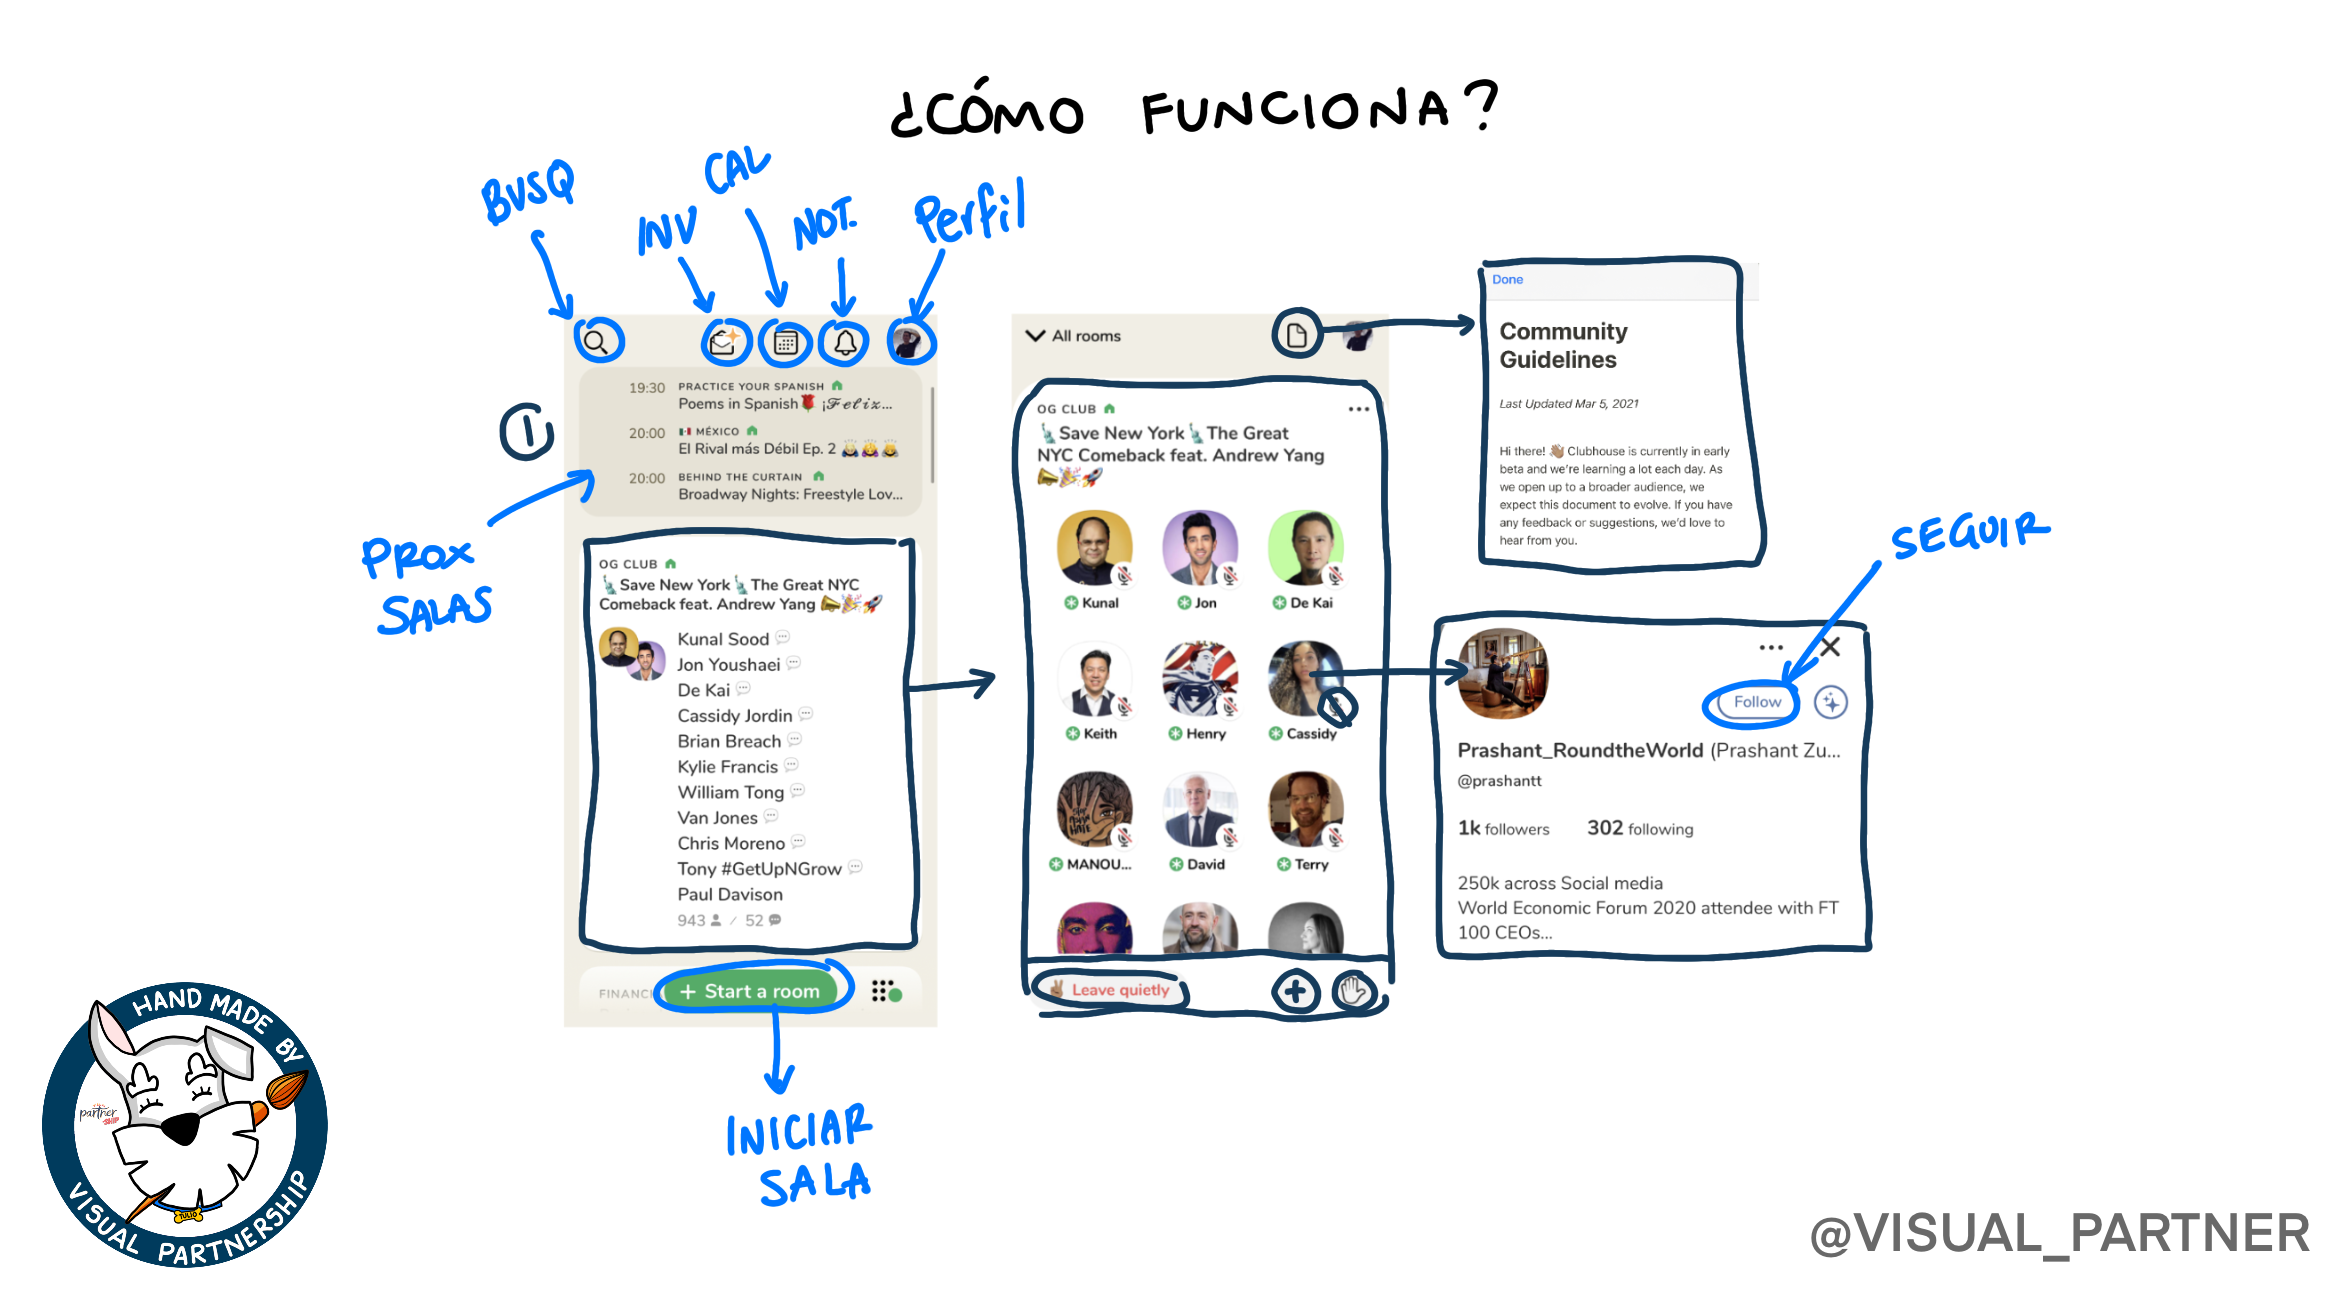 ¿CÓMO FUNCIONA?
BUSQ
INV
CAL
NOT.
Perfil
1
PROX
SALAS
19:30 PRACTICE YOUR SPANISH
Poems in Spanish🌹 ¡𝓕𝓮𝓵𝓲𝔃...
20:00 🇲🇽 MÉXICO
El Rival más Débil Ep. 2
20:00 BEHIND THE CURTAIN
Broadway Nights: Freestyle Lov...
OG CLUB
🗽Save New York🗽The Great NYC
Comeback feat. Andrew Yang 📣🎉🚀
Kunal Sood
Jon Youshaei
De Kai
Cassidy Jordin
Brian Breach
Kylie Francis
William Tong
Van Jones
Chris Moreno
Tony #GetUpNGrow
Paul Davison
943 / 52
FINANCI
+ Start a room
INICIAR
SALA
All rooms
OG CLUB
🗽Save New York🗽The Great
NYC Comeback feat. Andrew Yang
📣🎉🚀
Kunal
Jon
De Kai
Keith
Henry
Cassidy
MANOU...
David
Terry
✌🏽 Leave quietly
Done
Community
Guidelines
Last Updated Mar 5, 2021
Hi there! 👋🏽 Clubhouse is currently in early
beta and we're learning a lot each day. As
we open up to a broader audience, we
expect this document to evolve. If you have
any feedback or suggestions, we'd love to
hear from you.
SEGUIR
Follow
Prashant_RoundtheWorld (Prashant Zu...
@prashantt
1k followers 302 following
250k across Social media
World Economic Forum 2020 attendee with FT
100 CEOs...
HAND MADE BY
partner
SHIP
TULIO
VISUAL PARTNERSHIP
@VISUAL_PARTNER